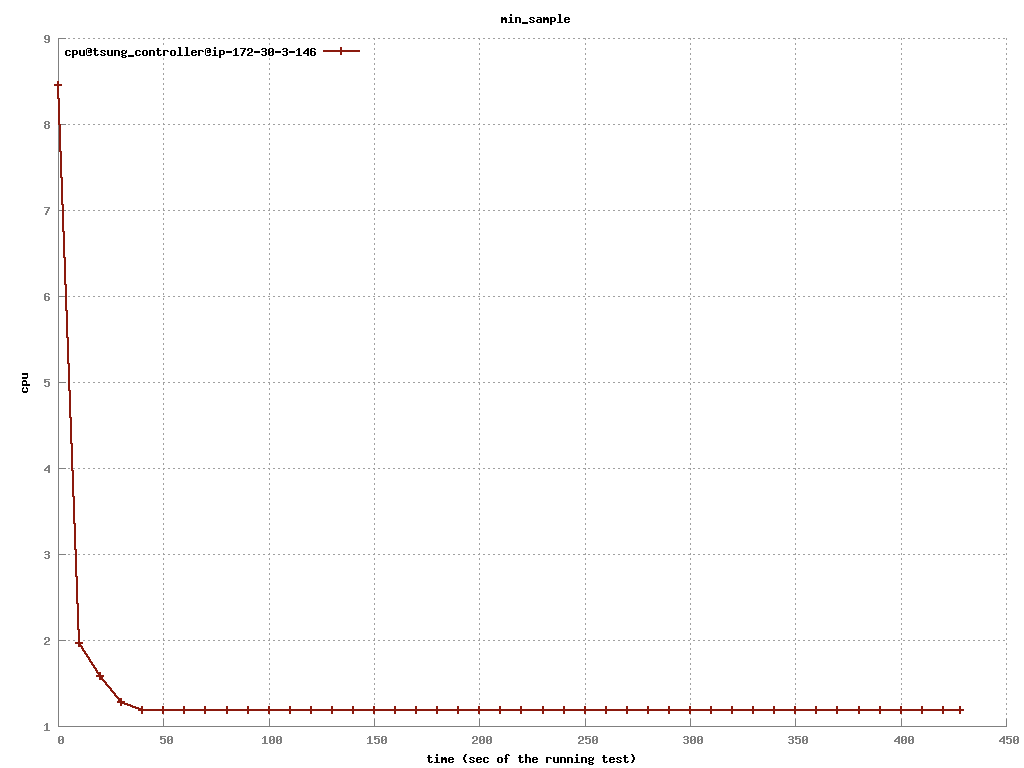 min_sample
cpu@tsung_controller@ip-172-30-3-146
9
8
7
6
5
4
3
2
1
cpu
0 50 100 150 200 250 300 350 400 450
time (sec of the running test)